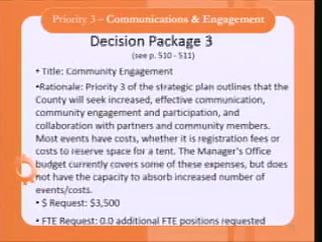 Priority 3 – Communications & Engagement
Decision Package 3
(see p. 510 - 511)
• Title: Community Engagement
•Rationale: Priority 3 of the strategic plan outlines that the
County will seek increased, effective communication,
community engagement and participation, and
collaboration with partners and community members.
Most events have costs, whether it is registration fees or
costs to reserve space for a tent. The Manager's Office
budget currently covers some of these expenses, but does
not have the capacity to absorb increased number of
events/costs.
• $ Request: $3,500
• FTE Request: 0.0 additional FTE positions requested